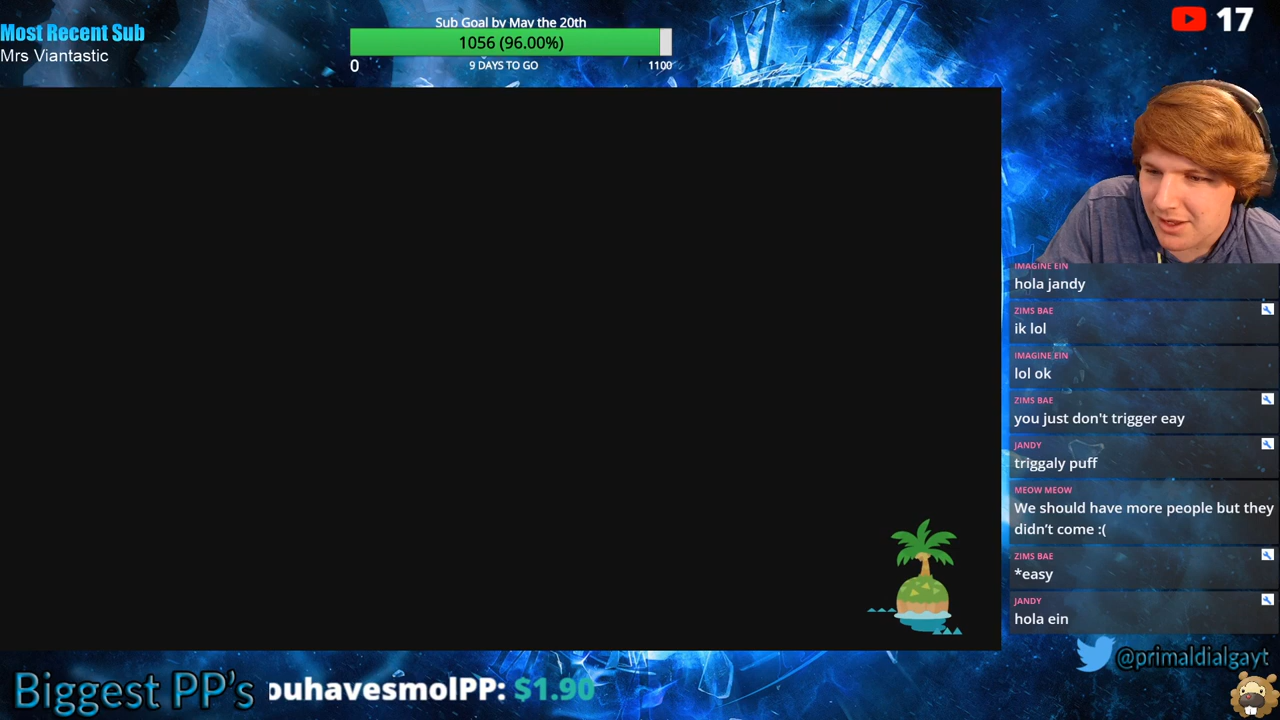 Most Recent Sub
Mrs Viantastic
Sub Goal by May the 20th
1056 (96.00%)
0
9 DAYS TO GO
1100
17
IMAGINE EIN
hola jandy
ZIMS BAE
ik lol
IMAGINE EIN
lol ok
ZIMS BAE
you just don't trigger eay
JANDY
triggaly puff
MEOW MEOW
We should have more people but they
didn't come :(
ZIMS BAE
*easy
JANDY
hola ein
@primaldialgayt
Biggest PP's
ouhavesmolPP: $1.90